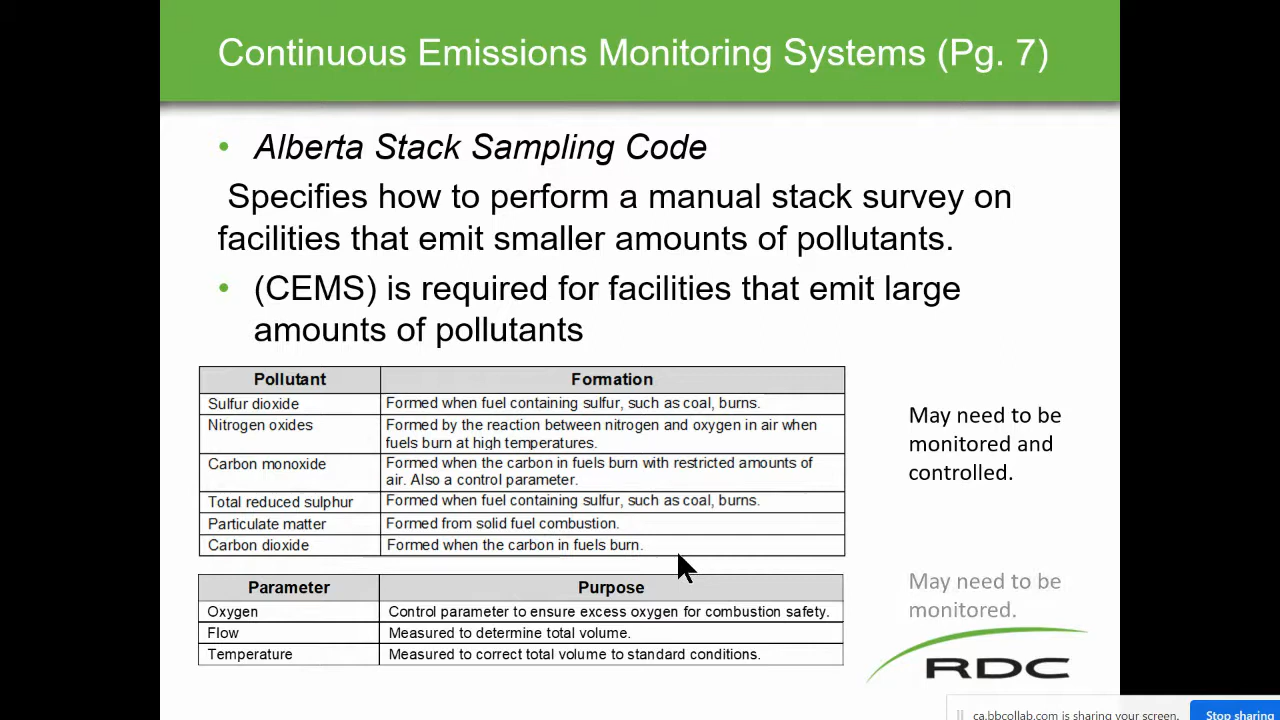 Continuous Emissions Monitoring Systems (Pg. 7)
• Alberta Stack Sampling Code
Specifies how to perform a manual stack survey on
facilities that emit smaller amounts of pollutants.
• (CEMS) is required for facilities that emit large
amounts of pollutants
Pollutant Formation
Sulfur dioxide Formed when fuel containing sulfur, such as coal, burns.
Nitrogen oxides Formed by the reaction between nitrogen and oxygen in air when
fuels burn at high temperatures.
Carbon monoxide Formed when the carbon in fuels burn with restricted amounts of
air. Also a control parameter.
Total reduced sulphur Formed when fuel containing sulfur, such as coal, burns.
Particulate matter Formed from solid fuel combustion.
Carbon dioxide Formed when the carbon in fuels burn.
May need to be
monitored and
controlled.
Parameter Purpose
Oxygen Control parameter to ensure excess oxygen for combustion safety.
Flow Measured to determine total volume.
Temperature Measured to correct total volume to standard conditions.
May need to be
monitored.
RDC
ca.bbcollab.com is sharing your screen.
Stop sharing